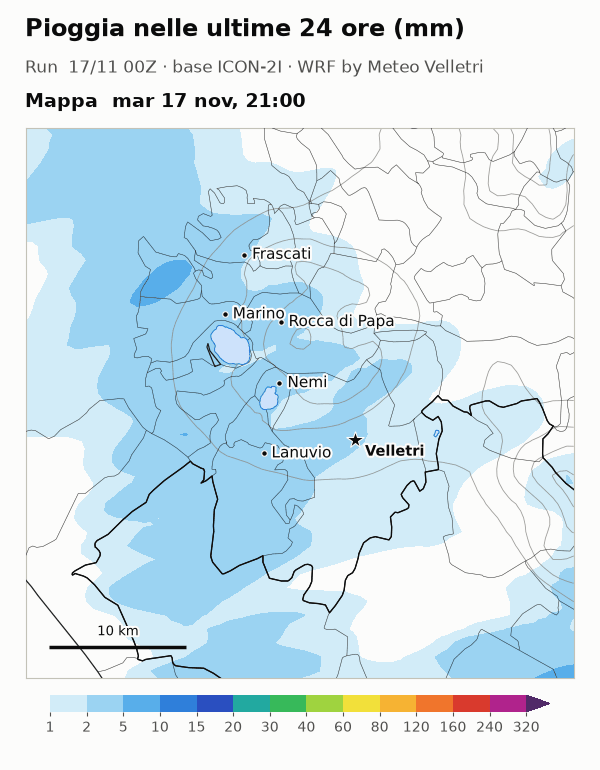 Pioggia nelle ultime 24 ore (mm)
Run  17/11 00Z · base ICON-2I · WRF by Meteo Velletri
Mappa  mar 17 nov, 21:00
Frascati
Marino
Rocca di Papa
Nemi
Velletri
Lanuvio
10 km
1 2 5 10 15 20 30 40 60 80 120 160 240 320